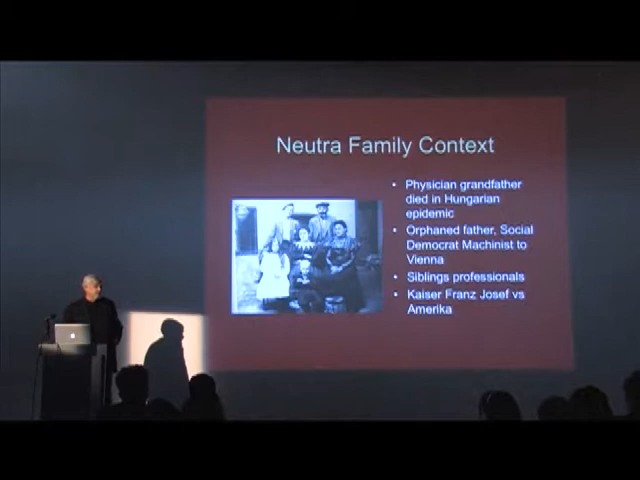 Neutra Family Context
• Physician grandfather
died in Hungarian
epidemic
• Orphaned father, Social
Democrat Machinist to
Vienna
• Siblings professionals
• Kaiser Franz Josef vs
Amerika